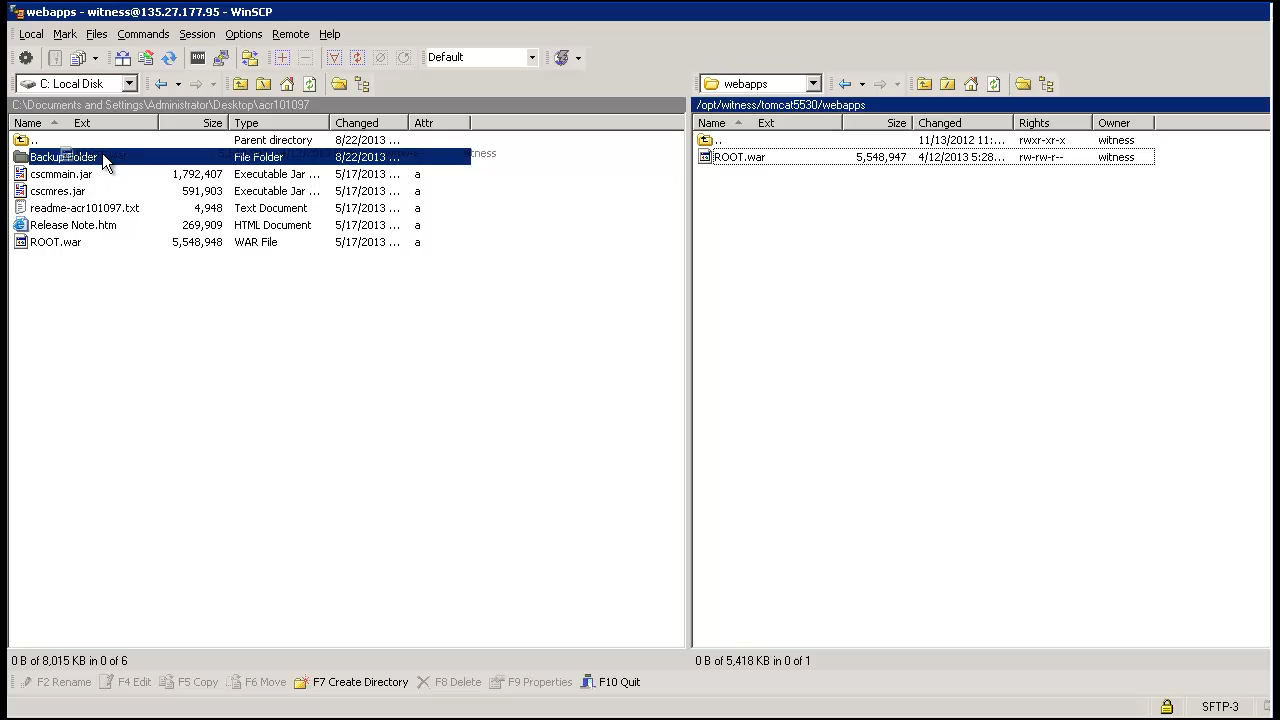 webapps - witness@135.27.177.95 - WinSCP
Local Mark Files Commands Session Options Remote Help
Default
C: Local Disk
webapps
C:\Documents and Settings\Administrator\Desktop\acr101097
/opt/witness/tomcat5530/webapps
Name Ext Size Type Changed Attr
Name Ext Size Changed Rights Owner
.. Parent directory 8/22/2013 ...
.. 11/13/2012 11:... rwxr-xr-x witness
Backup Folder File Folder 8/22/2013 ...
ROOT.war 5,548,947 4/12/2013 5:28... rw-rw-r-- witness
cscmmain.jar 1,792,407 Executable Jar ... 5/17/2013 ... a
cscmres.jar 591,903 Executable Jar ... 5/17/2013 ... a
readme-acr101097.txt 4,948 Text Document 5/17/2013 ... a
Release Note.htm 269,909 HTML Document 5/17/2013 ... a
ROOT.war 5,548,948 WAR File 5/17/2013 ... a
0 B of 8,015 KB in 0 of 6
0 B of 5,418 KB in 0 of 1
F2 Rename F4 Edit F5 Copy F6 Move F7 Create Directory F8 Delete F9 Properties F10 Quit
SFTP-3